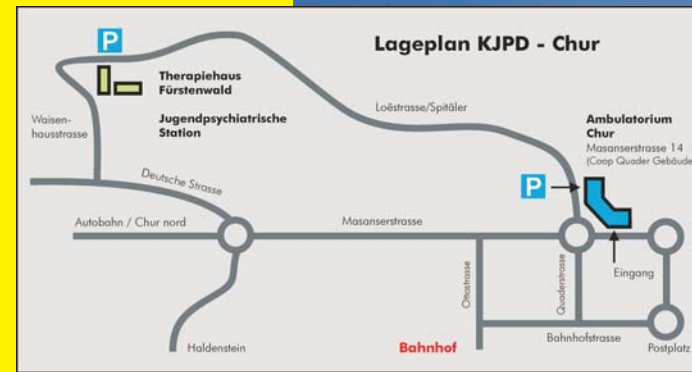 Lageplan KJPD - Chur
P
Therapiehaus
Fürstenwald
Jugendpsychiatrische
Station
Waisen-
hausstrasse
Loëstrasse/Spitäler
Ambulatorium
Chur
Masanserstrasse 14
(Coop Quader Gebäude
P
Deutsche Strasse
Autobahn / Chur nord
Masanserstrasse
Ottostrasse
Quaderstrasse
Eingang
Haldenstein
Bahnhof
Bahnhofstrasse
Postplatz